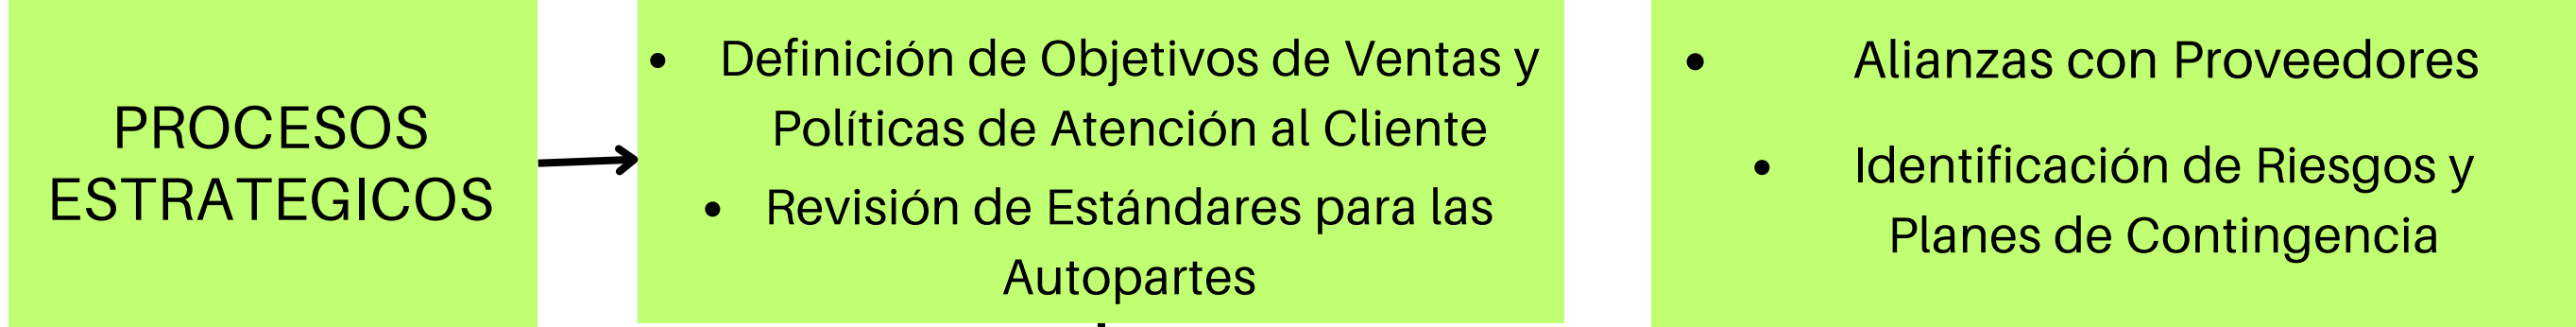 PROCESOS
ESTRATEGICOS
• Definición de Objetivos de Ventas y
Políticas de Atención al Cliente
• Revisión de Estándares para las
Autopartes
• Alianzas con Proveedores
• Identificación de Riesgos y
Planes de Contingencia